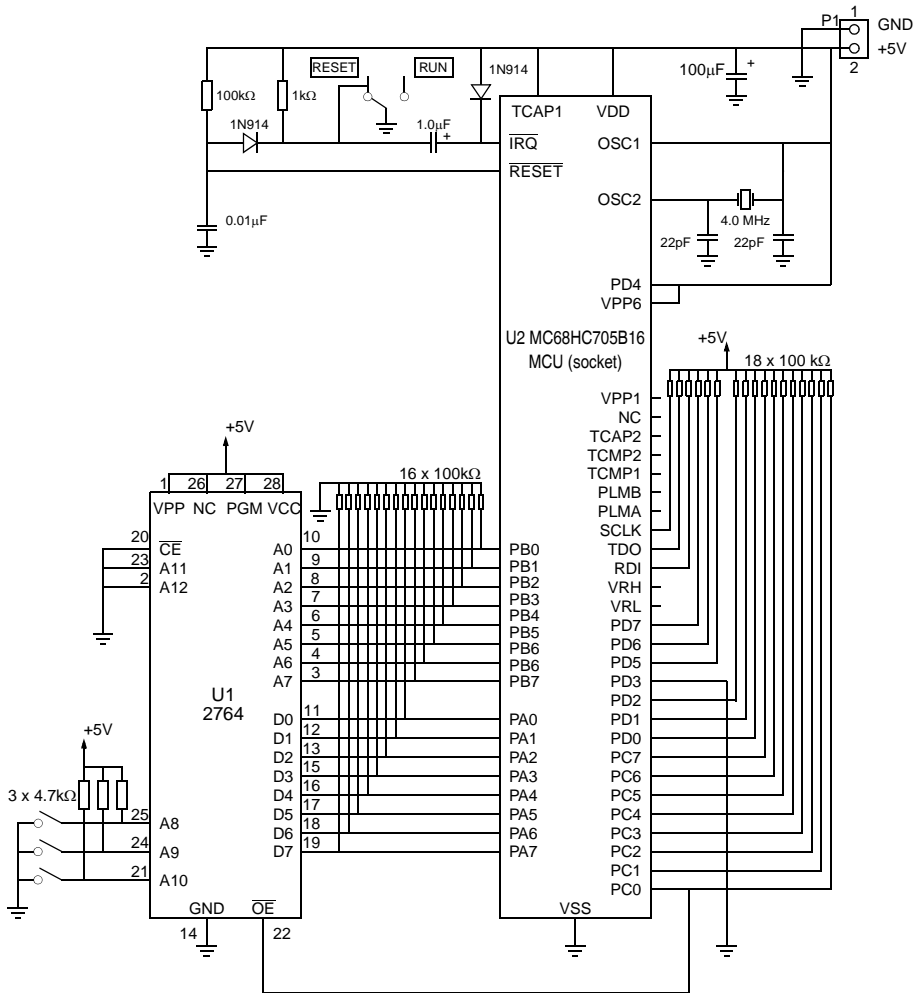 1
P1
GND
+5V
2
RESET
RUN
1N914
100µF
+
100kΩ
1kΩ
1N914
1.0µF
+
TCAP1
VDD
IRQ
OSC1
RESET
OSC2
0.01µF
4.0 MHz
22pF
22pF
PD4
VPP6
U2 MC68HC705B16
MCU (socket)
+5V
18 x 100 kΩ
VPP1
NC
TCAP2
TCMP2
TCMP1
PLMB
PLMA
SCLK
TDO
RDI
VRH
VRL
PD7
PD6
PD5
PD3
PD2
PD1
PD0
PC7
PC6
PC5
PC4
PC3
PC2
PC1
PC0
+5V
16 x 100kΩ
1
26
27
28
VPP
NC
PGM
VCC
20
CE
23
A11
2
A12
10
A0
9
A1
8
A2
7
A3
6
A4
5
A5
4
A6
3
A7
PB0
PB1
PB2
PB3
PB4
PB5
PB6
PB6
PB7
U1
2764
11
D0
12
D1
13
D2
15
D3
16
D4
17
D5
18
D6
19
D7
PA0
PA1
PA2
PA3
PA4
PA5
PA6
PA7
+5V
3 x 4.7kΩ
25
A8
24
A9
21
A10
GND
OE
14
22
VSS